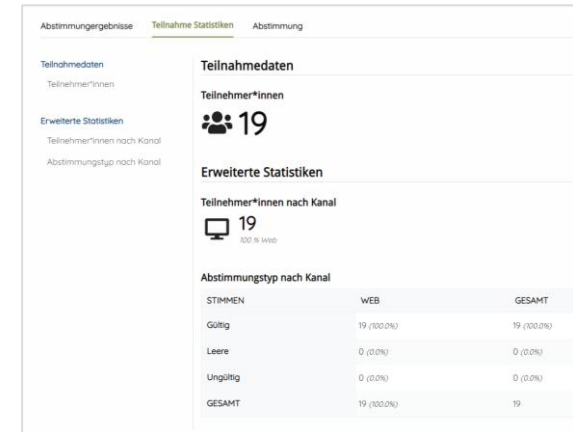 Abstimmungergebnisse Teilnahme Statistiken Abstimmung
Teilnahmedaten
Teilnehmer*innen
Erweiterte Statistiken
Teilnehmer*innen nach Kanal
Abstimmungstyp nach Kanal
Teilnahmedaten
Teilnehmer*innen
19
Erweiterte Statistiken
Teilnehmer*innen nach Kanal
19
100 % Web
Abstimmungstyp nach Kanal
STIMMEN WEB GESAMT
Gültig 19 (100.0%) 19 (100.0%)
Leere 0 (0.0%) 0 (0.0%)
Ungültig 0 (0.0%) 0 (0.0%)
GESAMT 19 (100.0%) 19